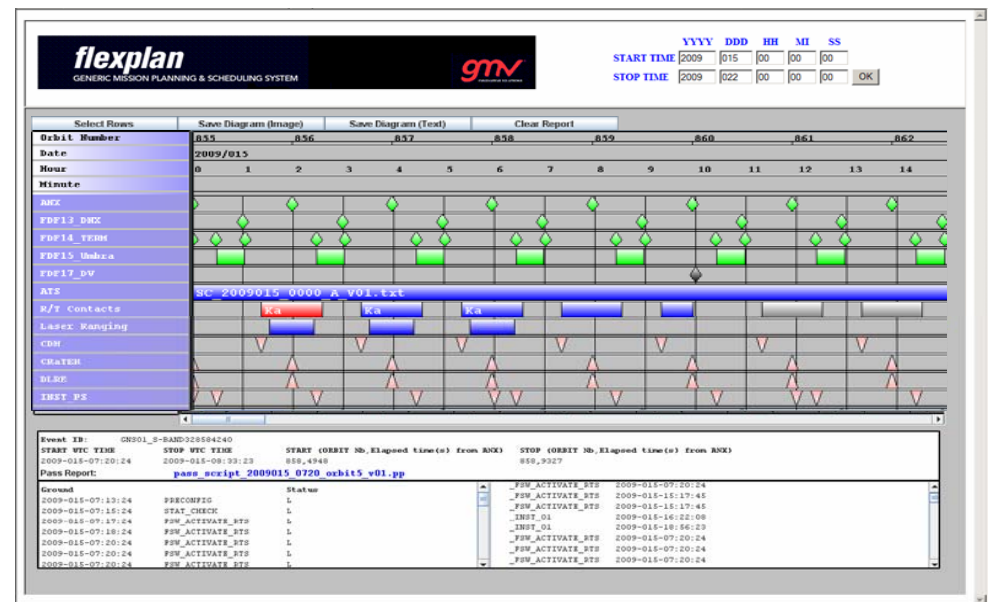 flexplan
GENERIC MISSION PLANNING & SCHEDULING SYSTEM
gmv
YYYY DDD HH MI SS
START TIME 2009 015 00 00 00
STOP TIME 2009 022 00 00 00 OK
Select Rows Save Diagram (Image) Save Diagram (Text) Clear Report
Orbit Number 855 856 857 858 859 860 861 862
Date 2009/015
Hour 0 1 2 3 4 5 6 7 8 9 10 11 12 13 14
Minute
ANX
FDF13_DNX
FDF14_TERM
FDF15_Umbra
FDF17_DV
ATS SC_2009015_0000_A_V01.txt
R/T Contacts Ka Ka Ka
Laser Ranging
CDH
CRaTER
DLRE
INST PS
Event ID: GNS01_S-BAND328584240
START UTC TIME STOP UTC TIME START (ORBIT Nb,Elapsed time(s) from ANX) STOP (ORBIT Nb,Elapsed time(s) from ANX)
2009-015-07:20:24 2009-015-08:33:23 858,4948 858,9327
Pass Report: pass_script_2009015_0720_orbit5_v01.pp
Ground Status
2009-015-07:13:24 PRECONFIG L
2009-015-07:15:24 STAT_CHECK L
2009-015-07:17:24 FSW_ACTIVATE_RTS L
2009-015-07:18:24 FSW_ACTIVATE_RTS L
2009-015-07:20:24 FSW_ACTIVATE_RTS L
2009-015-07:20:24 FSW_ACTIVATE_RTS L
2009-015-07:20:24 FSW_ACTIVATE_RTS L
_FSW_ACTIVATE_RTS 2009-015-07:20:24
_FSW_ACTIVATE_RTS 2009-015-15:17:45
_FSW_ACTIVATE_RTS 2009-015-15:17:45
_INST_01 2009-015-16:22:08
_INST_01 2009-015-18:56:23
_FSW_ACTIVATE_RTS 2009-015-07:20:24
_FSW_ACTIVATE_RTS 2009-015-07:20:24
_FSW_ACTIVATE_RTS 2009-015-07:20:24